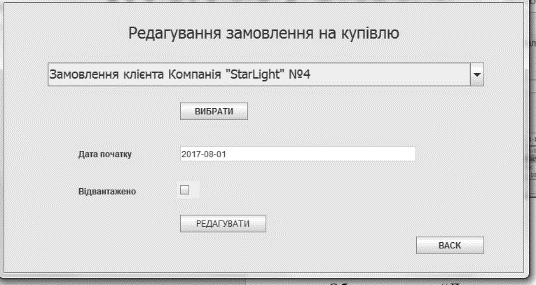 Редагування замовлення на купівлю
Замовлення клієнта Компанія "StarLight" №4
ВИБРАТИ
Дата початку 2017-08-01
Відвантажено
РЕДАГУВАТИ
BACK